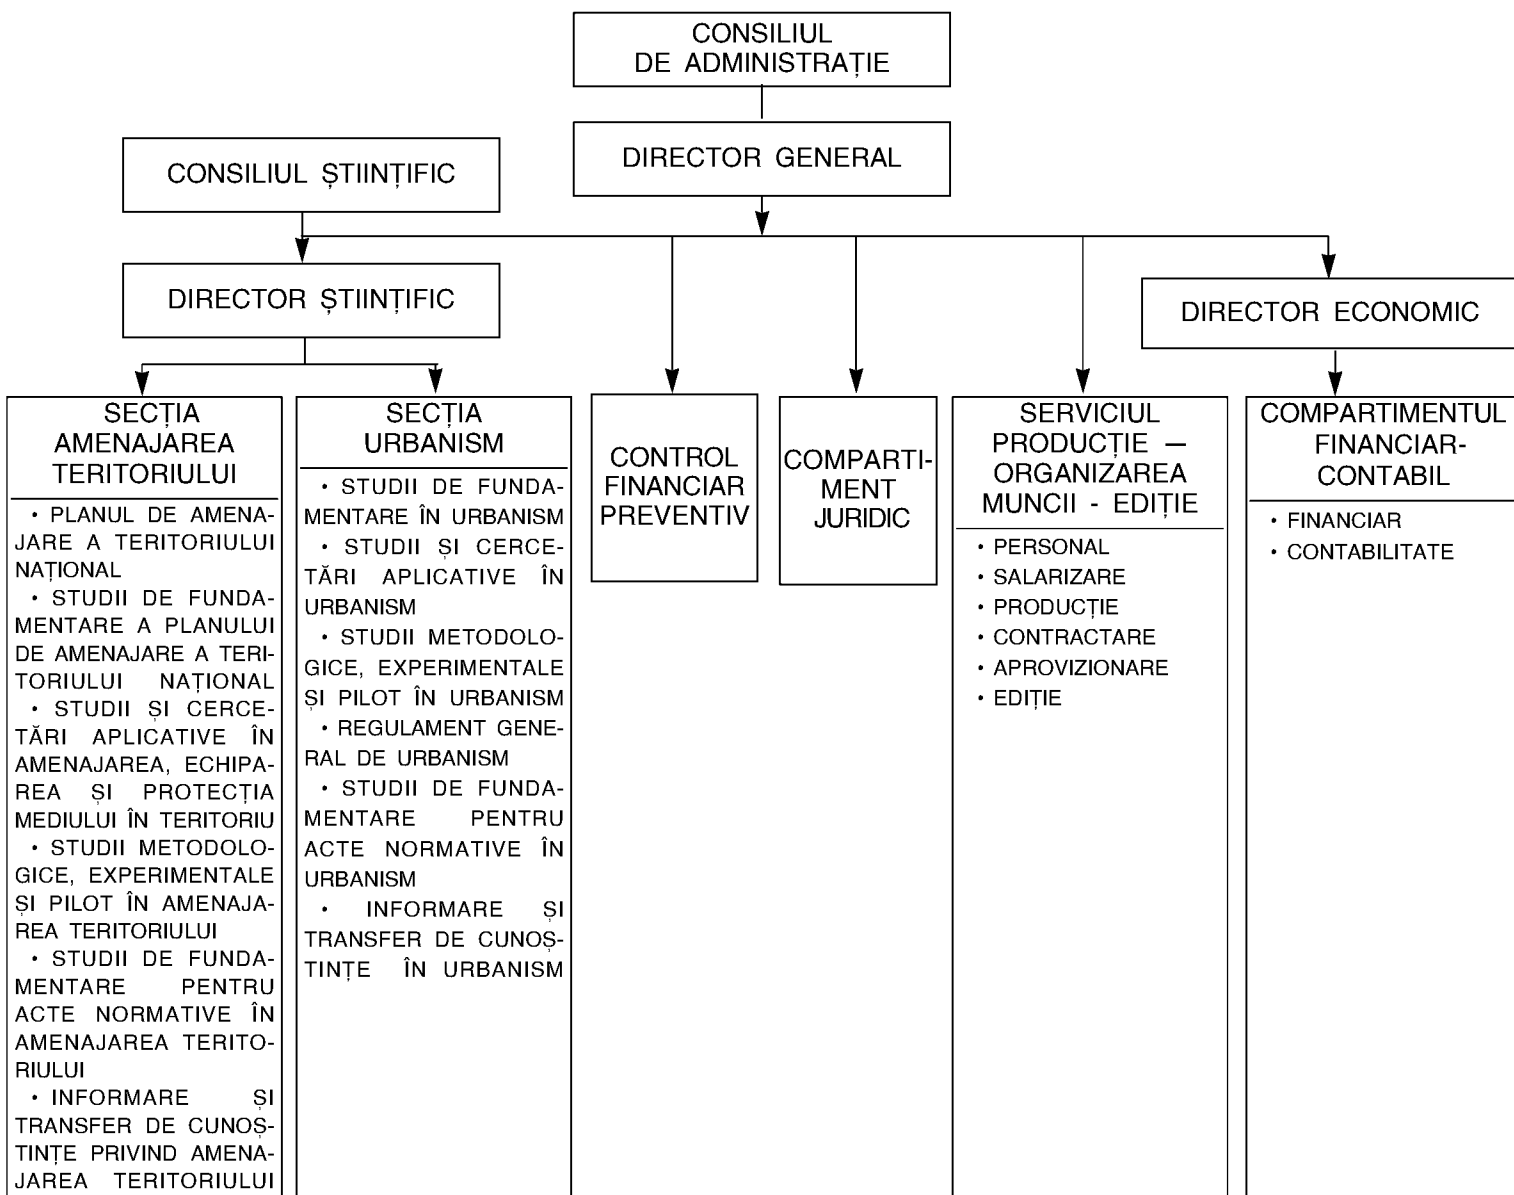 CONSILIUL
DE ADMINISTRAȚIE
DIRECTOR GENERAL
CONSILIUL ȘTIINȚIFIC
DIRECTOR ȘTIINȚIFIC
DIRECTOR ECONOMIC
SECȚIA
AMENAJAREA
TERITORIULUI
• PLANUL DE AMENA-
JARE A TERITORIULUI
NAȚIONAL
• STUDII DE FUNDA-
MENTARE A PLANULUI
DE AMENAJARE A TERI-
TORIULUI NAȚIONAL
• STUDII ȘI CERCE-
TĂRI APLICATIVE ÎN
AMENAJAREA, ECHIPA-
REA ȘI PROTECȚIA
MEDIULUI ÎN TERITORIU
• STUDII METODOLO-
GICE, EXPERIMENTALE
ȘI PILOT ÎN AMENAJA-
REA TERITORIULUI
• STUDII DE FUNDA-
MENTARE PENTRU
ACTE NORMATIVE ÎN
AMENAJAREA TERITO-
RIULUI
• INFORMARE ȘI
TRANSFER DE CUNOȘ-
TINȚE PRIVIND AMENA-
JAREA TERITORIULUI
SECȚIA
URBANISM
• STUDII DE FUNDA-
MENTARE ÎN URBANISM
• STUDII ȘI CERCE-
TĂRI APLICATIVE ÎN
URBANISM
• STUDII METODOLO-
GICE, EXPERIMENTALE
ȘI PILOT ÎN URBANISM
• REGULAMENT GENE-
RAL DE URBANISM
• STUDII DE FUNDA-
MENTARE PENTRU
ACTE NORMATIVE ÎN
URBANISM
• INFORMARE ȘI
TRANSFER DE CUNOȘ-
TINȚE ÎN URBANISM
CONTROL
FINANCIAR
PREVENTIV
COMPARTI-
MENT
JURIDIC
SERVICIUL
PRODUCȚIE —
ORGANIZAREA
MUNCII - EDIȚIE
• PERSONAL
• SALARIZARE
• PRODUCȚIE
• CONTRACTARE
• APROVIZIONARE
• EDIȚIE
COMPARTIMENTUL
FINANCIAR-
CONTABIL
• FINANCIAR
• CONTABILITATE